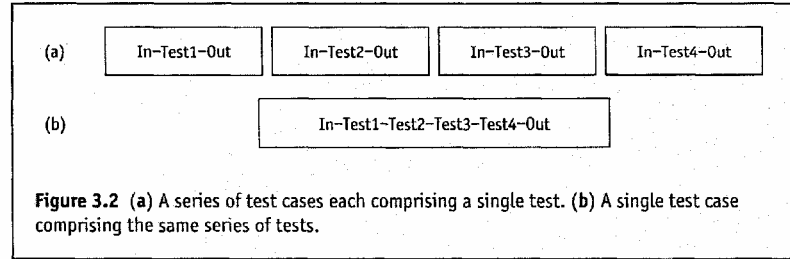 (a) In-Test1-Out In-Test2-Out In-Test3-Out In-Test4-Out
(b) In-Test1-Test2-Test3-Test4-Out
Figure 3.2 (a) A series of test cases each comprising a single test. (b) A single test case
comprising the same series of tests.